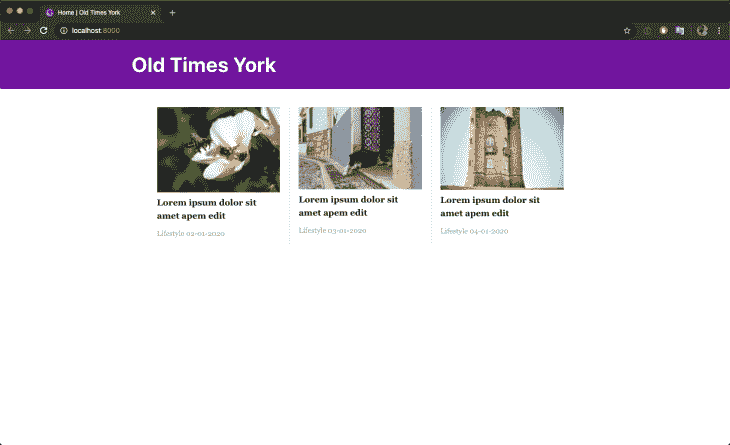 Home | Old Times York
localhost:8000
Old Times York
Lorem ipsum dolor sit
amet apem edit
Lifestyle 02-01-2020
Lorem ipsum dolor sit
amet apem edit
Lifestyle 03-01-2020
Lorem ipsum dolor sit
amet apem edit
Lifestyle 04-01-2020